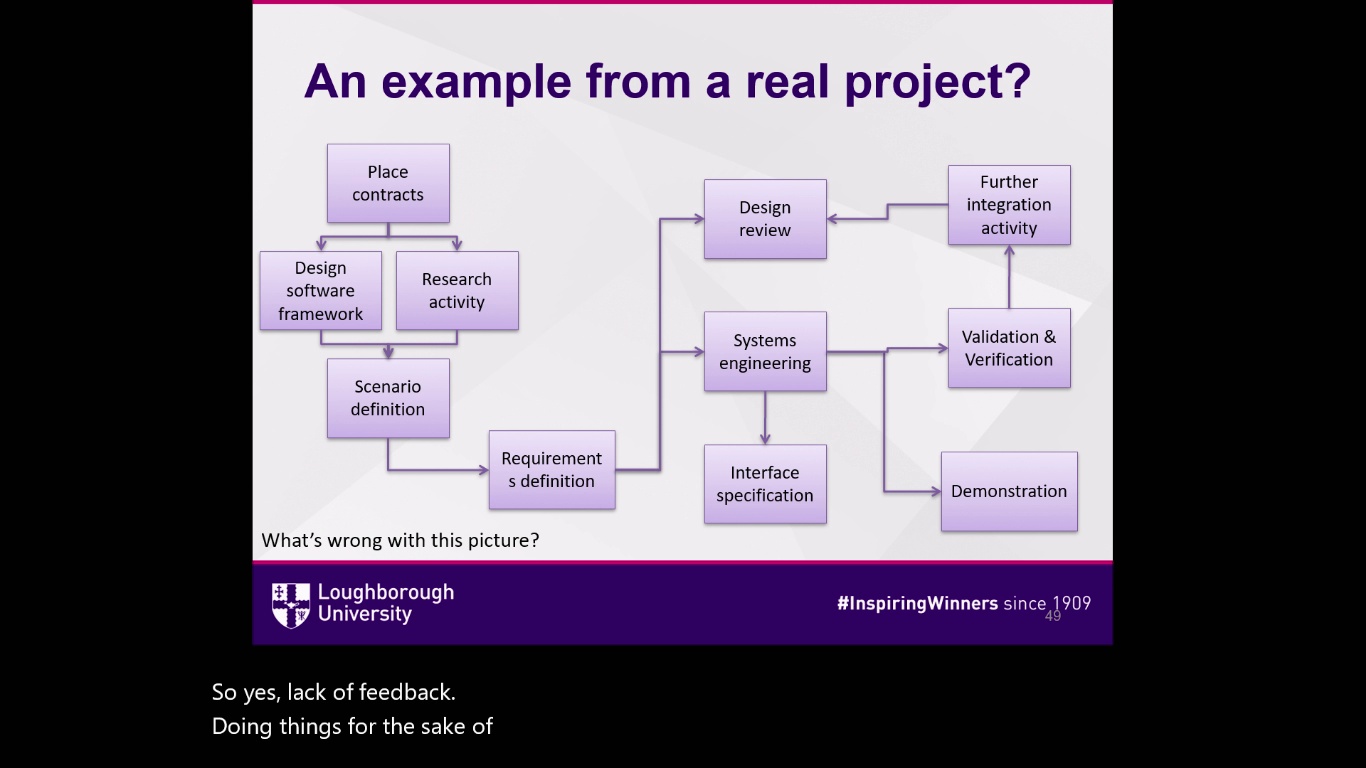 An example from a real project?
Place
contracts
Design
software
framework
Research
activity
Scenario
definition
Requirement
s definition
Design
review
Systems
engineering
Interface
specification
Further
integration
activity
Validation &
Verification
Demonstration
What’s wrong with this picture?
Loughborough
University
#InspiringWinners since 1909
49
So yes, lack of feedback.
Doing things for the sake of